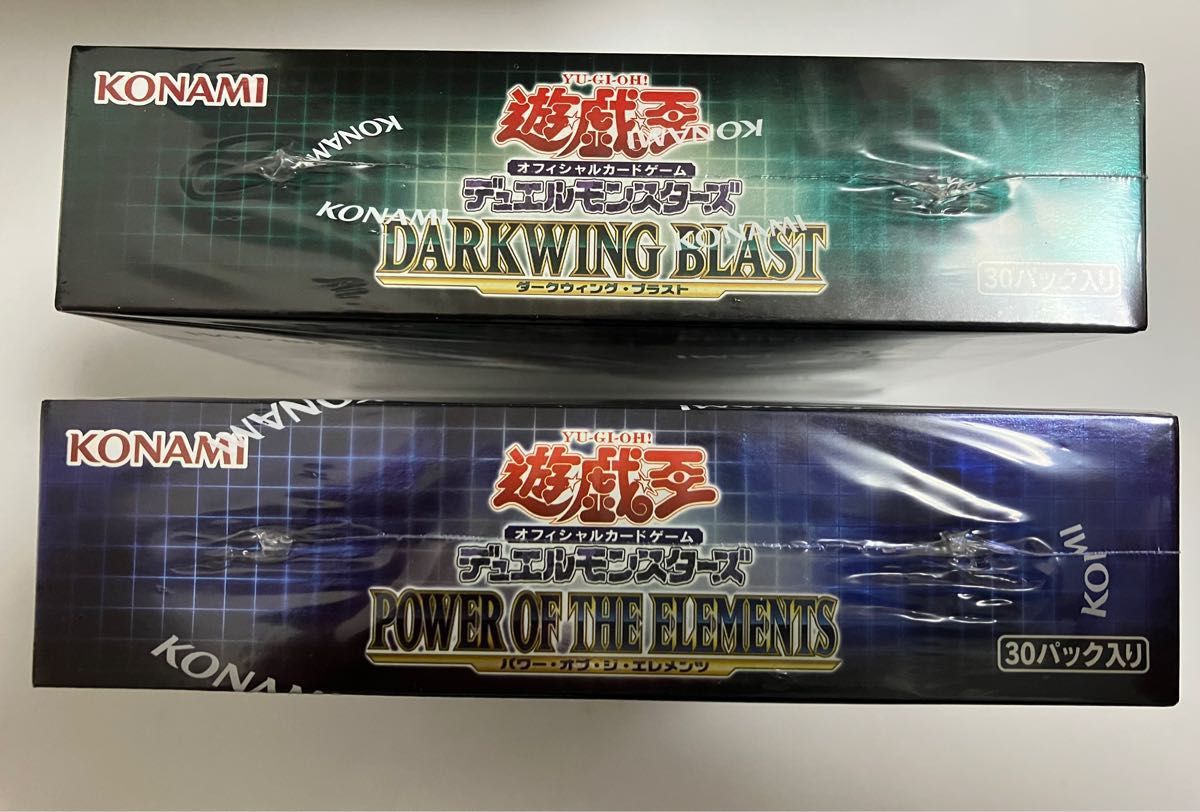 KONAMI
YU-GI-OH!
遊戯王
KONAMI
KONAMI
オフィシャルカードゲーム
デュエルモンスターズ
KONAMI
KONAMI
DARKWING BLAST
ダークウィング・ブラスト
30パック入り
KONAMI
KONAMI
YU-GI-OH!
遊戯王
オフィシャルカードゲーム
デュエルモンスターズ
POWER OF THE ELEMENTS
パワー・オブ・ジ・エレメンツ
30パック入り
KONAMI